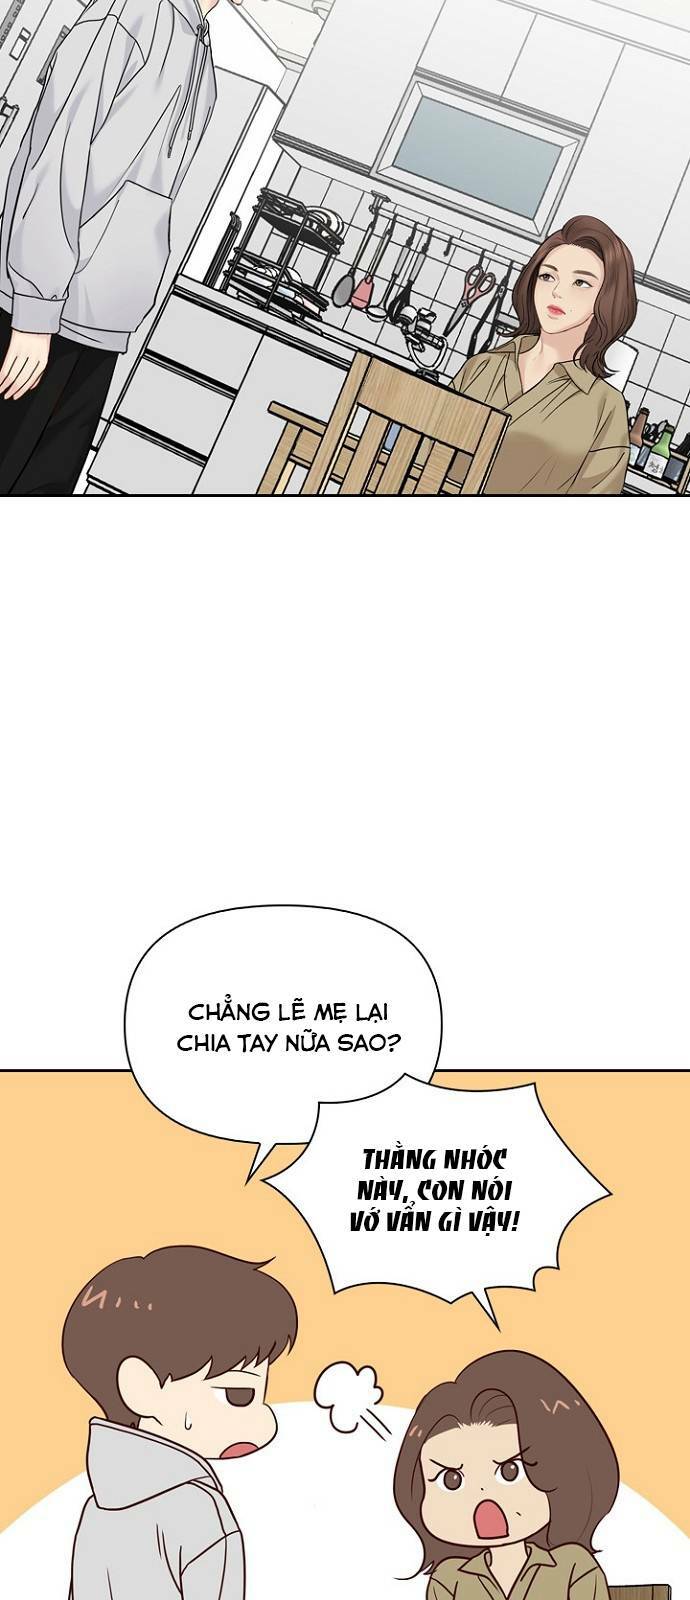 CHẲNG LẼ MẸ LẠI
CHIA TAY NỮA SAO?
THẰNG NHÓC
NÀY, CON NÓI
VỚ VẨN GÌ VẬY!